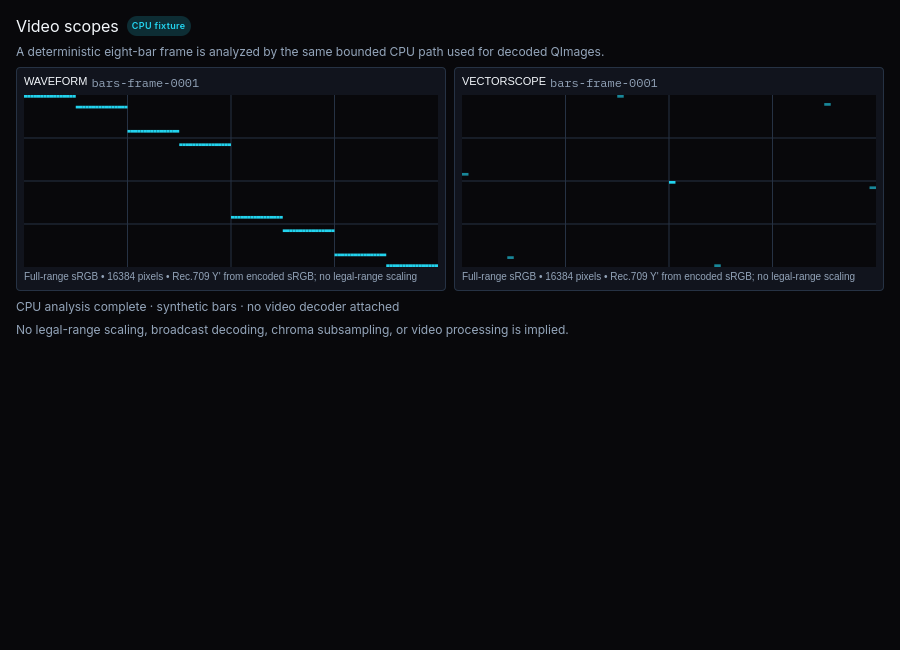 Video scopes CPU fixture
A deterministic eight-bar frame is analyzed by the same bounded CPU path used for decoded QImages.
WAVEFORM bars-frame-0001
VECTORSCOPE bars-frame-0001
Full-range sRGB • 16384 pixels • Rec.709 Y' from encoded sRGB; no legal-range scaling
Full-range sRGB • 16384 pixels • Rec.709 Y' from encoded sRGB; no legal-range scaling
CPU analysis complete · synthetic bars · no video decoder attached
No legal-range scaling, broadcast decoding, chroma subsampling, or video processing is implied.